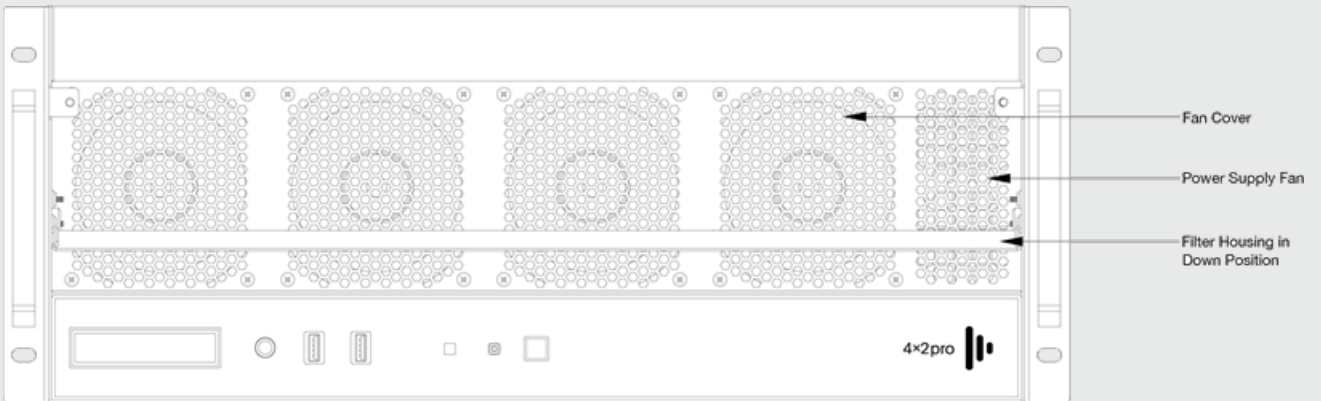 Fan Cover
Power Supply Fan
Filter Housing in
Down Position
4×2pro